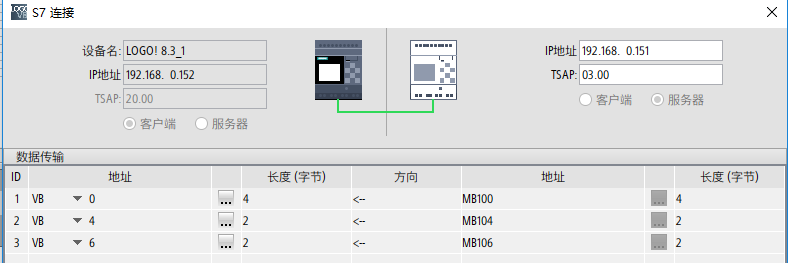 S7 连接
设备名: LOGO! 8.3_1
IP地址 192.168. 0.152
TSAP: 20.00
客户端 服务器
IP地址 192.168. 0.151
TSAP: 03.00
客户端 服务器
数据传输
ID 地址 长度 (字节) 方向 地址 长度 (字节)
1 VB 0 ... 4 <-- MB100 ... 4
2 VB 4 ... 2 <-- MB104 ... 2
3 VB 6 ... 2 <-- MB106 ... 2